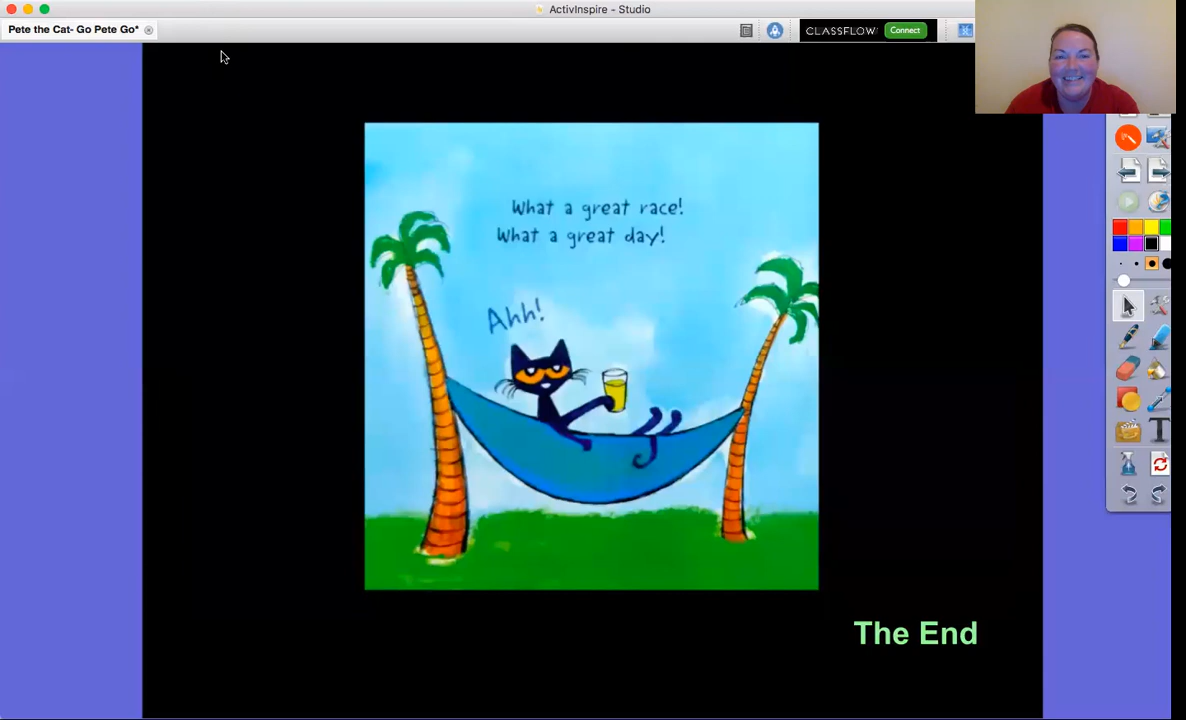 ActivInspire - Studio
Pete the Cat- Go Pete Go*
CLASSFLOW Connect
What a great race!
What a great day!
Ahh!
T
The End